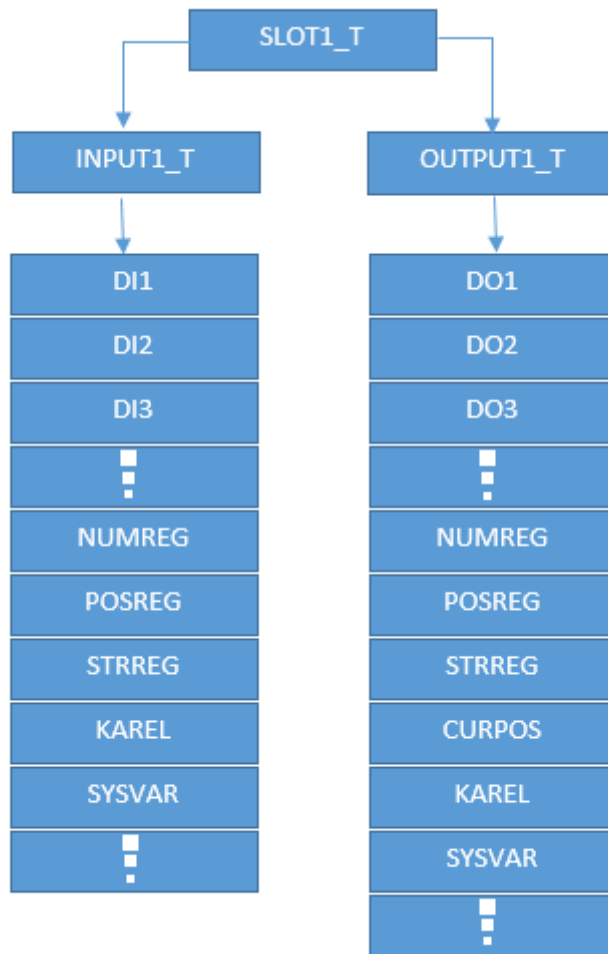 SLOT1_T
INPUT1_T
DI1
DI2
DI3
NUMREG
POSREG
STRREG
KAREL
SYSVAR
OUTPUT1_T
DO1
DO2
DO3
NUMREG
POSREG
STRREG
CURPOS
KAREL
SYSVAR